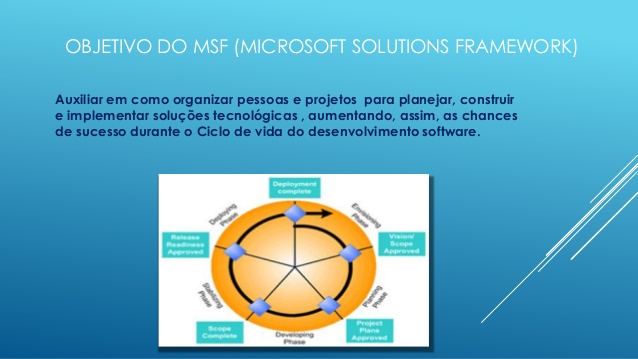 OBJETIVO DO MSF (MICROSOFT SOLUTIONS FRAMEWORK)
Auxiliar em como organizar pessoas e projetos para planejar, construir
e implementar soluções tecnológicas , aumentando, assim, as chances
de sucesso durante o Ciclo de vida do desenvolvimento software.
Deployment
complete
Deploying
Phase
Envisioning
Phase
Release
Readiness
Approved
Vision/
Scope
Approved
Stabilizing
Phase
Planning
Phase
Scope
Complete
Project
Plans
Approved
Developing
Phase